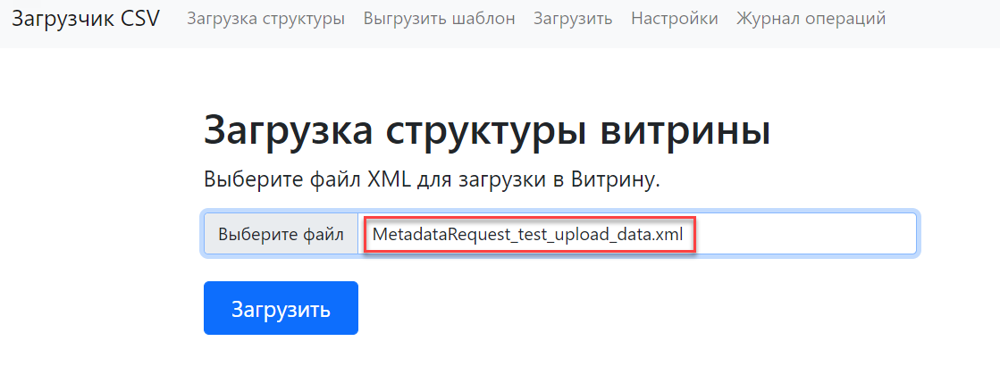 Загрузчик CSV Загрузка структуры Выгрузить шаблон Загрузить Настройки Журнал операций
Загрузка структуры витрины
Выберите файл XML для загрузки в Витрину.
Выберите файл MetadataRequest_test_upload_data.xml
Загрузить